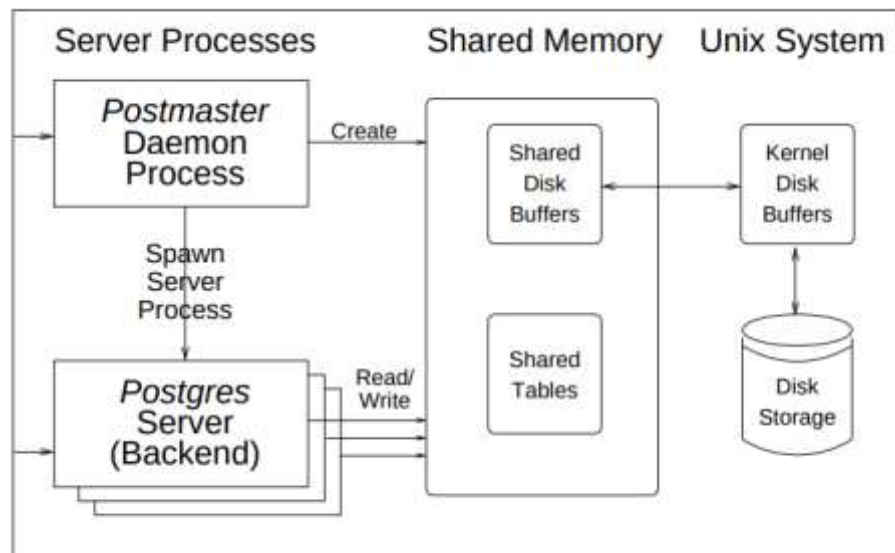 Server Processes
Shared Memory
Unix System
Postmaster
Daemon
Process
Create
Shared
Disk
Buffers
Kernel
Disk
Buffers
Spawn
Server
Process
Postgres
Server
(Backend)
Read/
Write
Shared
Tables
Disk
Storage